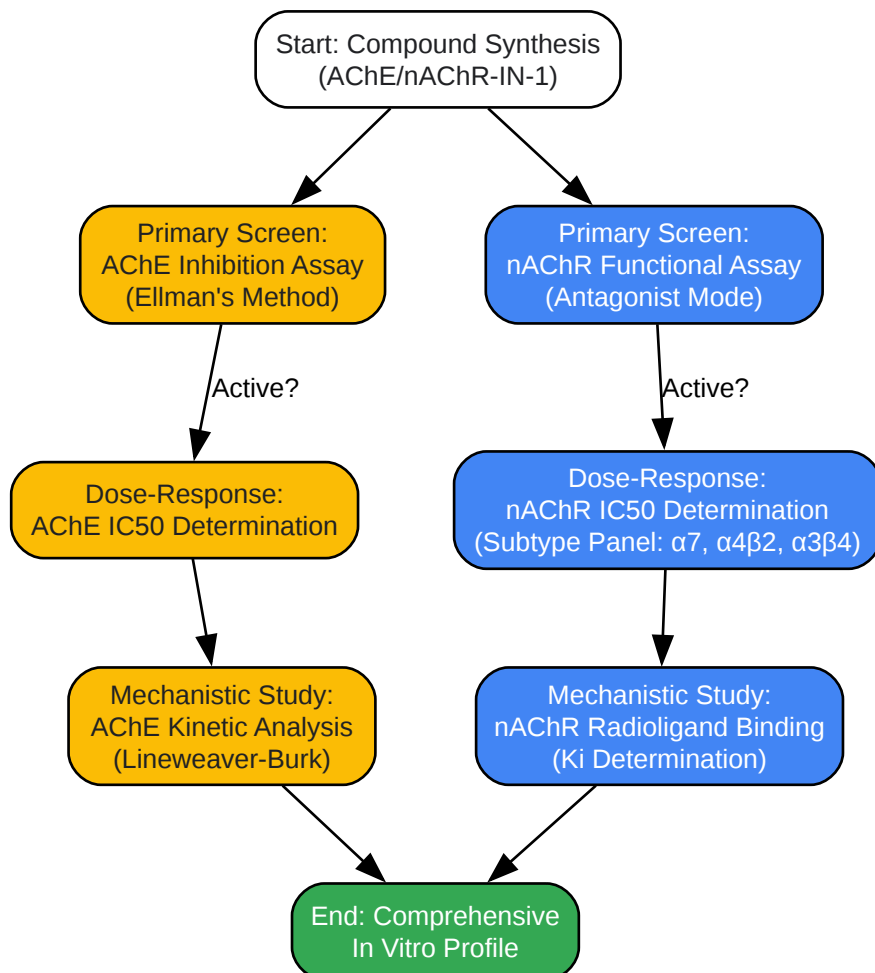 Start: Compound Synthesis
(AChE/nAChR-IN-1)
Primary Screen:
AChE Inhibition Assay
(Ellman's Method)
Primary Screen:
nAChR Functional Assay
(Antagonist Mode)
Active?
Active?
Dose-Response:
AChE IC50 Determination
Dose-Response:
nAChR IC50 Determination
(Subtype Panel: α7, α4β2, α3β4)
Mechanistic Study:
AChE Kinetic Analysis
(Lineweaver-Burk)
Mechanistic Study:
nAChR Radioligand Binding
(Ki Determination)
End: Comprehensive
In Vitro Profile